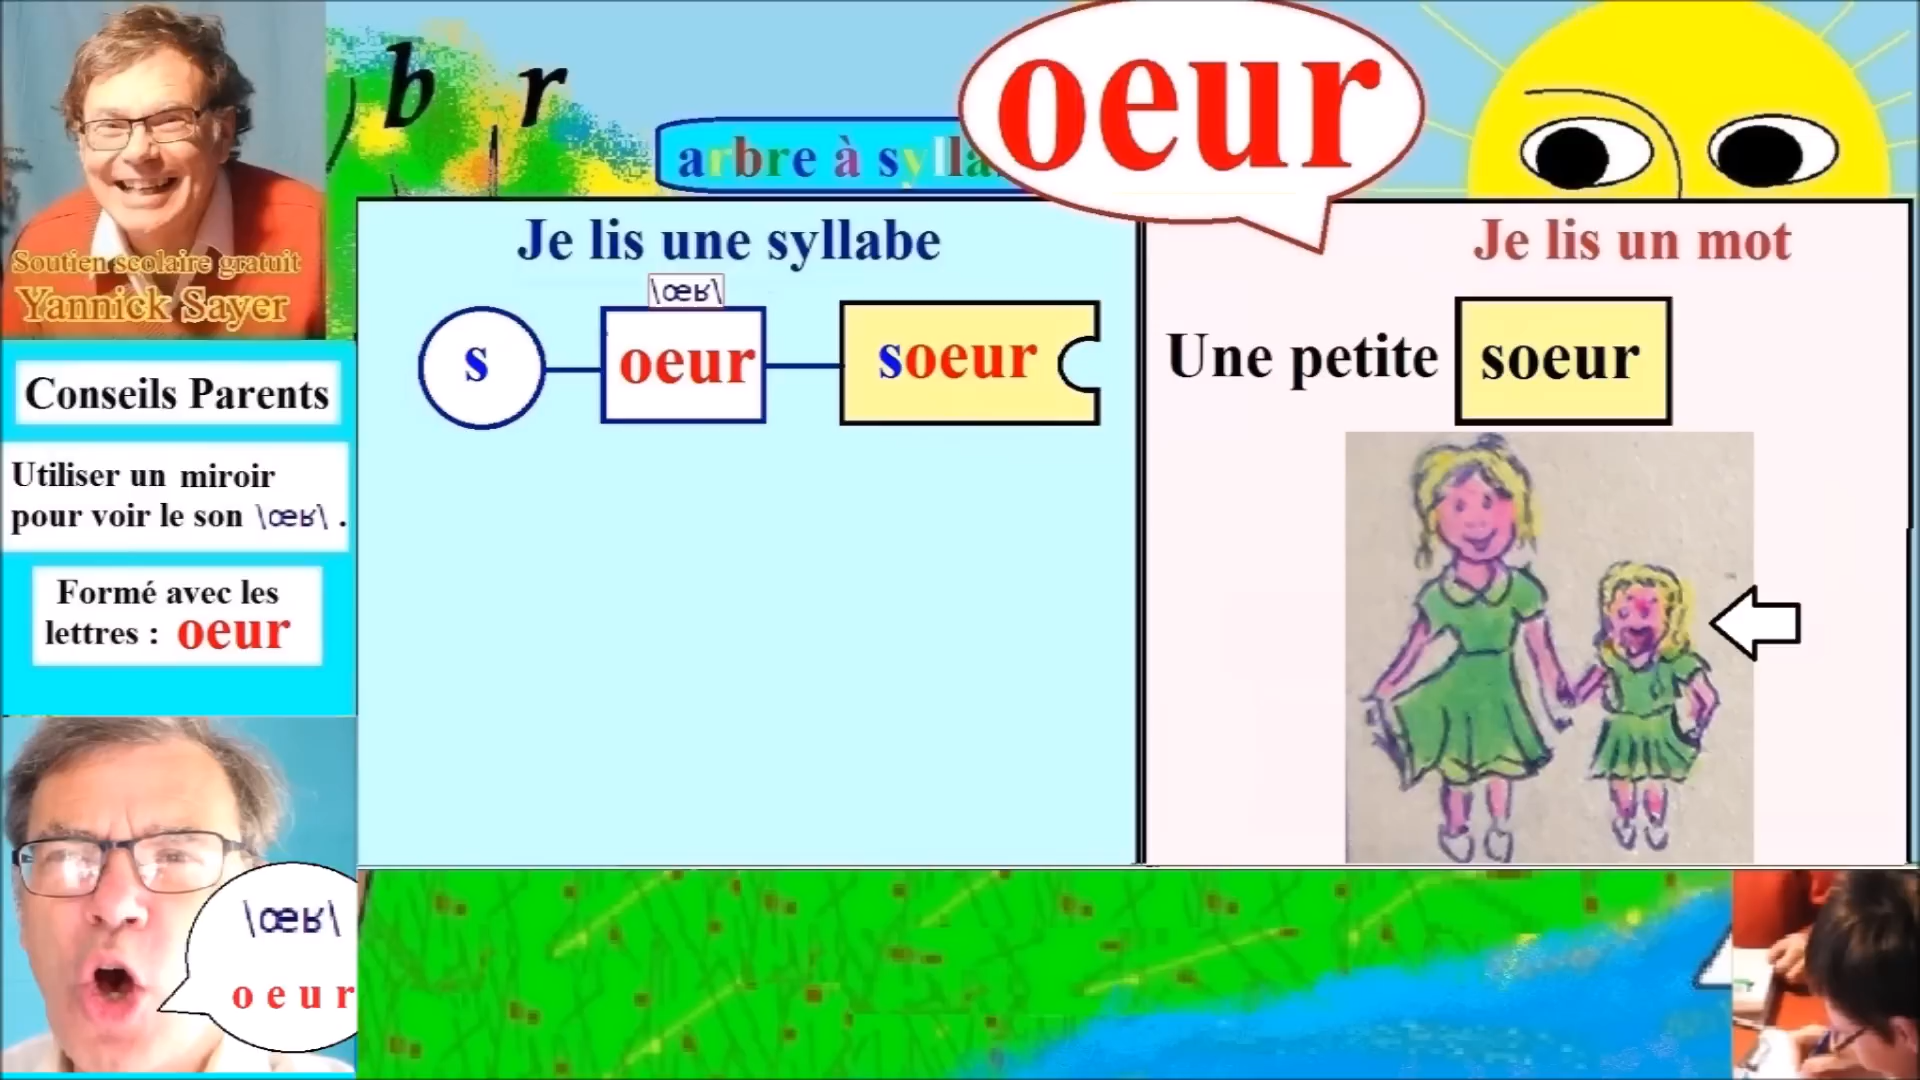 b r
oeur
arbre à sylla
Soutien scolaire gratuit
Yannick Sayer
Conseils Parents
Utiliser un miroir
pour voir le son \œʁ\ .
Formé avec les
lettres : oeur
\œʁ\
o e u r
Je lis une syllabe
\œʁ\
s oeur soeur
Je lis un mot
Une petite soeur